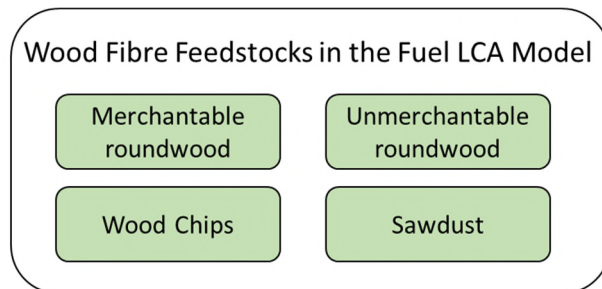 Wood Fibre Feedstocks in the Fuel LCA Model
Merchantable
roundwood
Unmerchantable
roundwood
Wood Chips
Sawdust